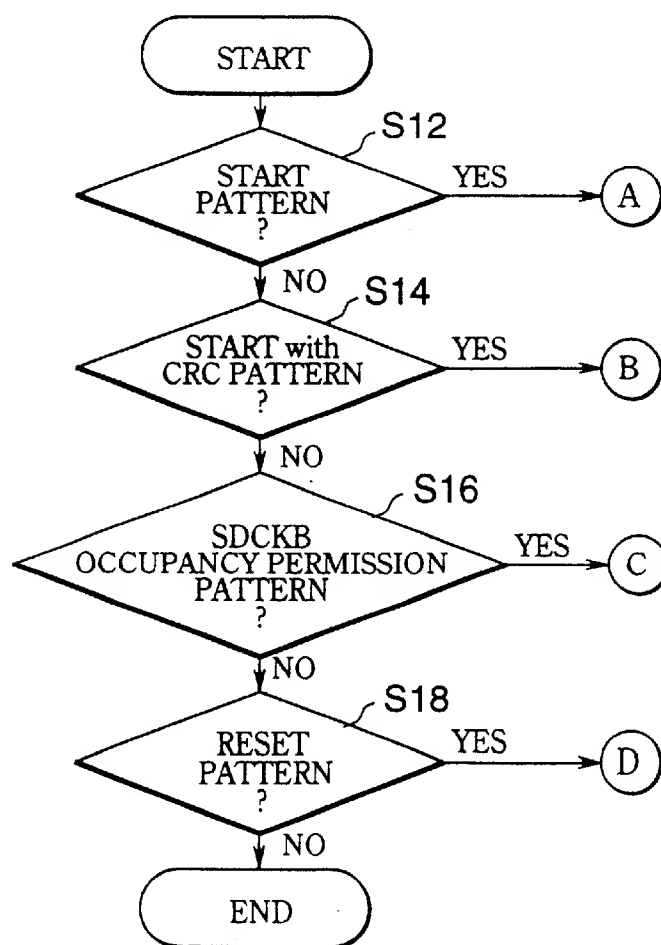 START
S12
START
PATTERN
?
YES
A
NO
S14
START with
CRC PATTERN
?
YES
B
NO
S16
SDCKB
OCCUPANCY PERMISSION
PATTERN
?
YES
C
NO
S18
RESET
PATTERN
?
YES
D
NO
END